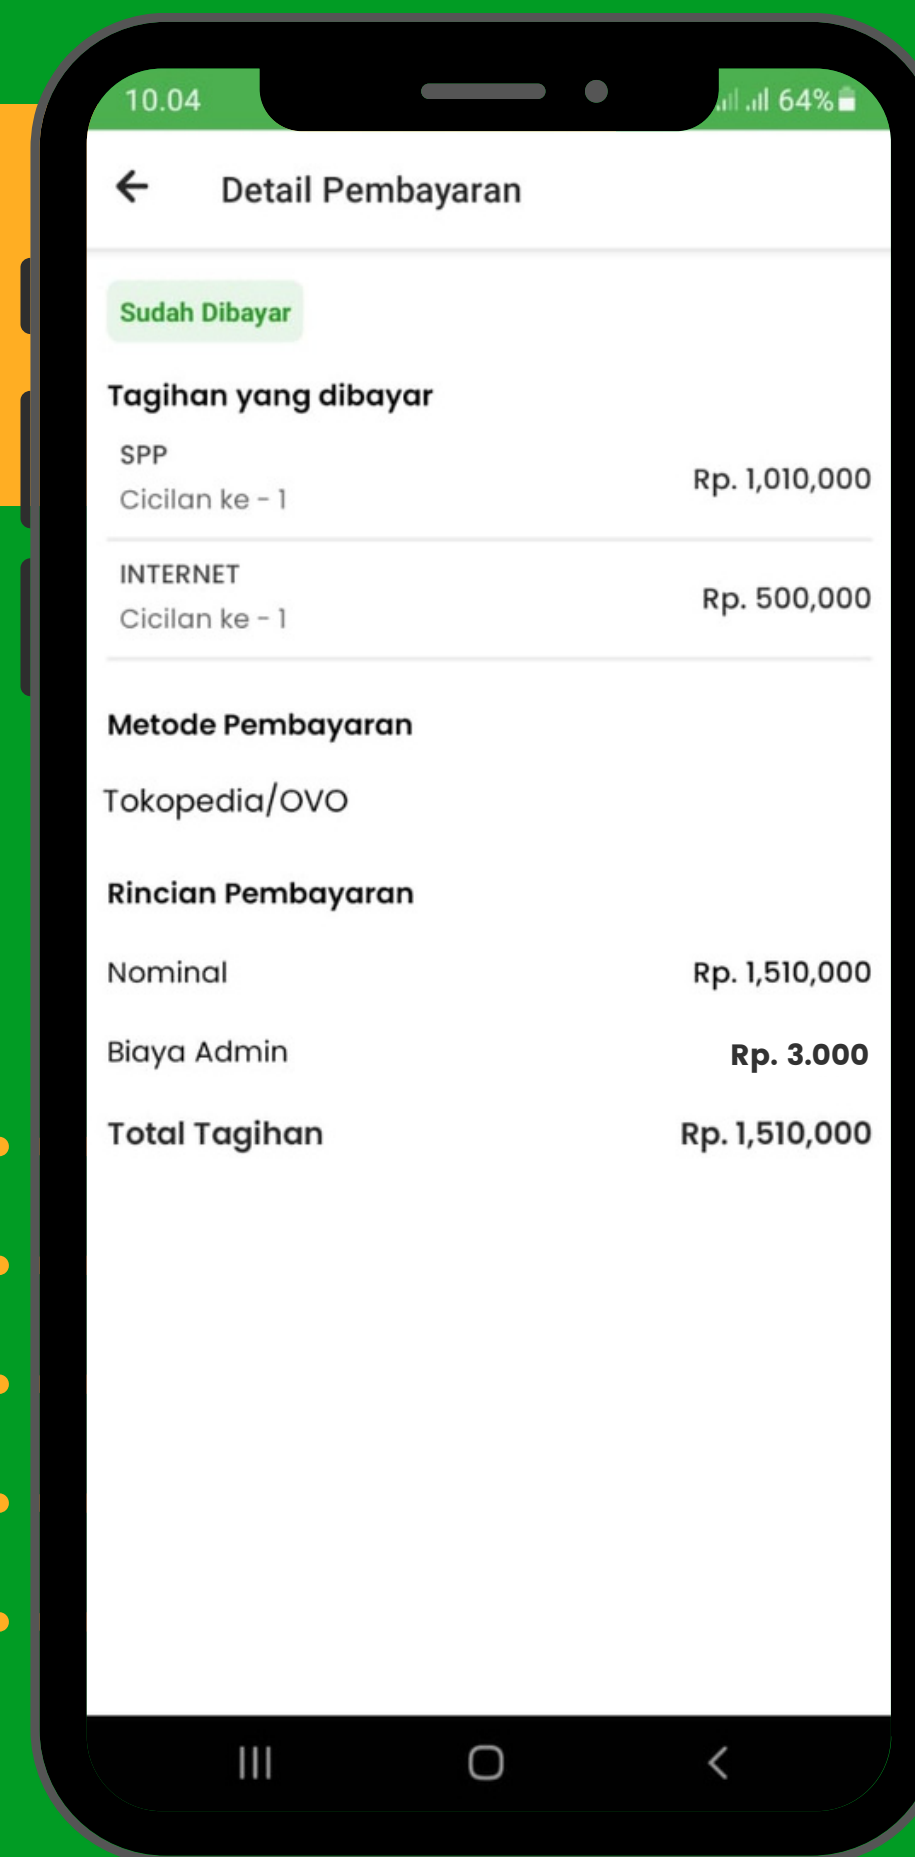 10.04
64%
Detail Pembayaran
Sudah Dibayar
Tagihan yang dibayar
SPP
Cicilan ke - 1
Rp. 1,010,000
INTERNET
Cicilan ke - 1
Rp. 500,000
Metode Pembayaran
Tokopedia/OVO
Rincian Pembayaran
Nominal Rp. 1,510,000
Biaya Admin Rp. 3.000
Total Tagihan Rp. 1,510,000